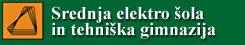 Srednja elektro šola
in tehniška gimnazija